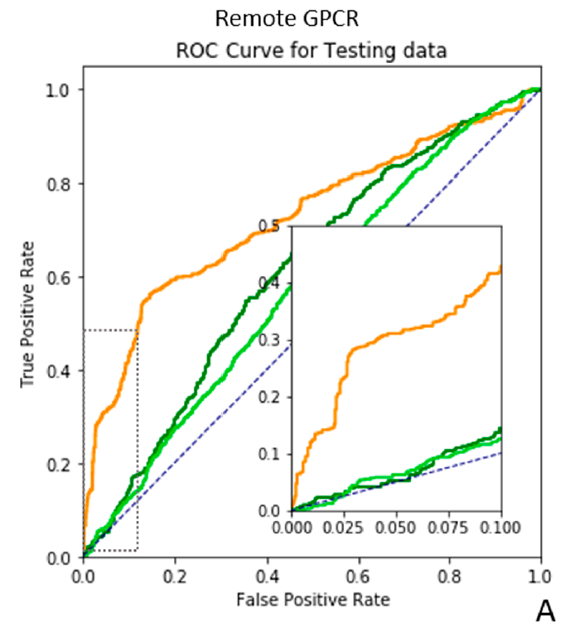 Remote GPCR
ROC Curve for Testing data
1.0
0.8
0.6
0.4
0.2
0.0
True Positive Rate
0.5
0.4
0.3
0.2
0.1
0.0
0.000 0.025 0.050 0.075 0.100
0.0 0.2 0.4 0.6 0.8 1.0
False Positive Rate
A